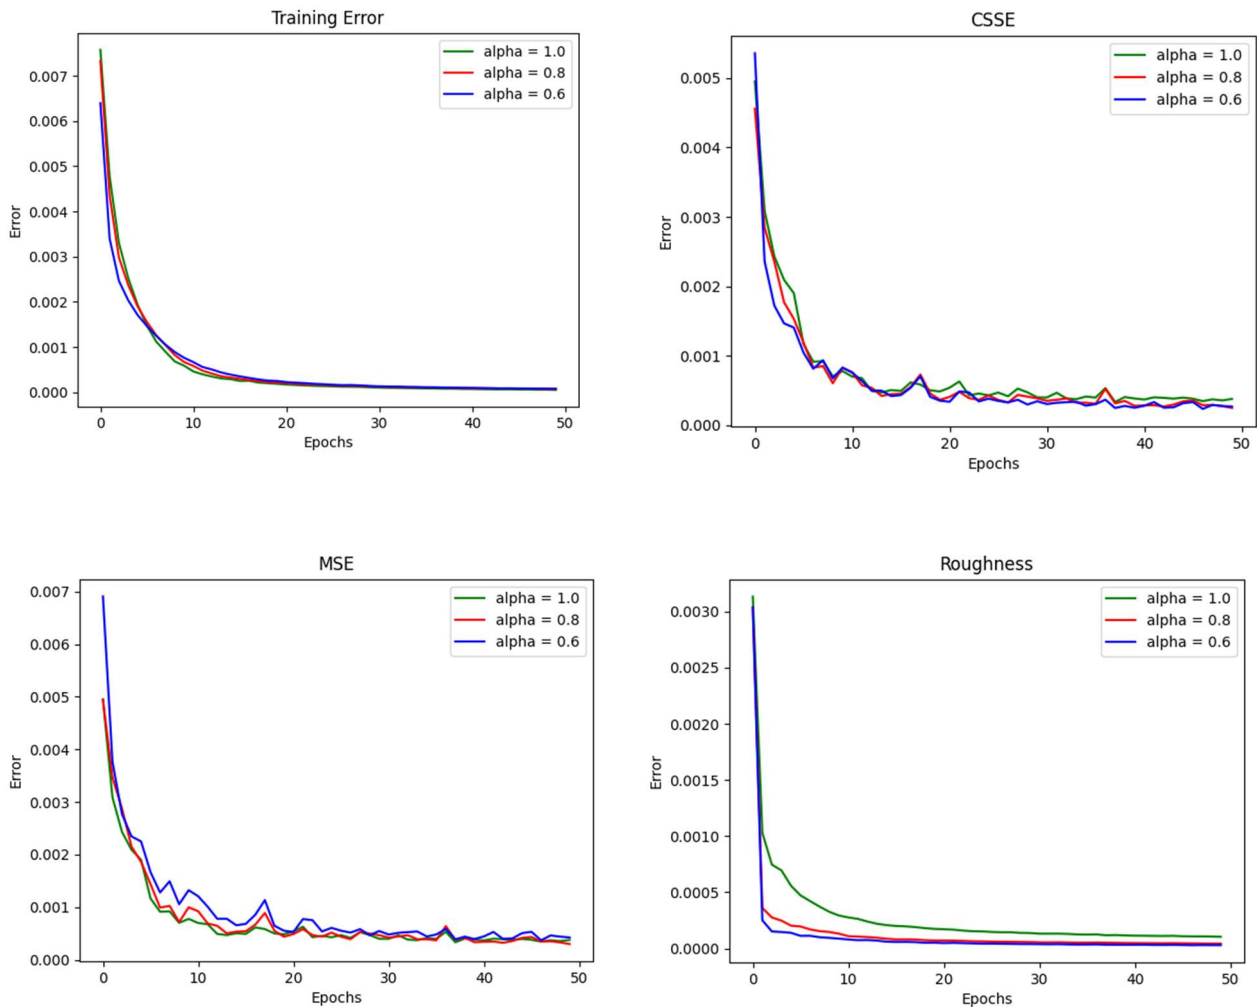 Training Error
alpha = 1.0
alpha = 0.8
alpha = 0.6
0.007
0.006
0.005
0.004
0.003
0.002
0.001
0.000
Error
0 10 20 30 40 50
Epochs
CSSE
alpha = 1.0
alpha = 0.8
alpha = 0.6
0.005
0.004
0.003
0.002
0.001
0.000
Error
0 10 20 30 40 50
Epochs
MSE
alpha = 1.0
alpha = 0.8
alpha = 0.6
0.007
0.006
0.005
0.004
0.003
0.002
0.001
0.000
Error
0 10 20 30 40 50
Epochs
Roughness
alpha = 1.0
alpha = 0.8
alpha = 0.6
0.0030
0.0025
0.0020
0.0015
0.0010
0.0005
0.0000
Error
0 10 20 30 40 50
Epochs